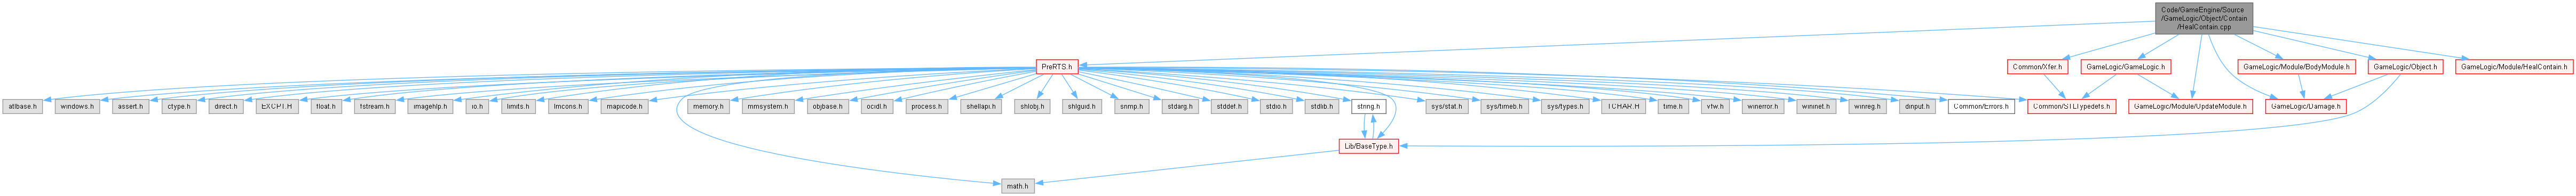 Code/GameEngine/Source
/GameLogic/Object/Contain
/HealContain.cpp
PreRTS.h
Common/Xfer.h
GameLogic/GameLogic.h
GameLogic/Module/BodyModule.h
GameLogic/Object.h
GameLogic/Module/HealContain.h
atlbase.h
windows.h
assert.h
ctype.h
direct.h
EXCPT.H
float.h
fstream.h
imagehlp.h
io.h
limits.h
lmcons.h
mapicode.h
memory.h
mmsystem.h
objbase.h
ocidl.h
process.h
shellapi.h
shlobj.h
shlguid.h
snmp.h
stdarg.h
stddef.h
stdio.h
stdlib.h
string.h
sys/stat.h
sys/timeb.h
sys/types.h
TCHAR.H
time.h
vfw.h
winerror.h
wininet.h
winreg.h
dinput.h
Common/Errors.h
Common/STLTypedefs.h
GameLogic/Module/UpdateModule.h
GameLogic/Damage.h
Lib/BaseType.h
math.h